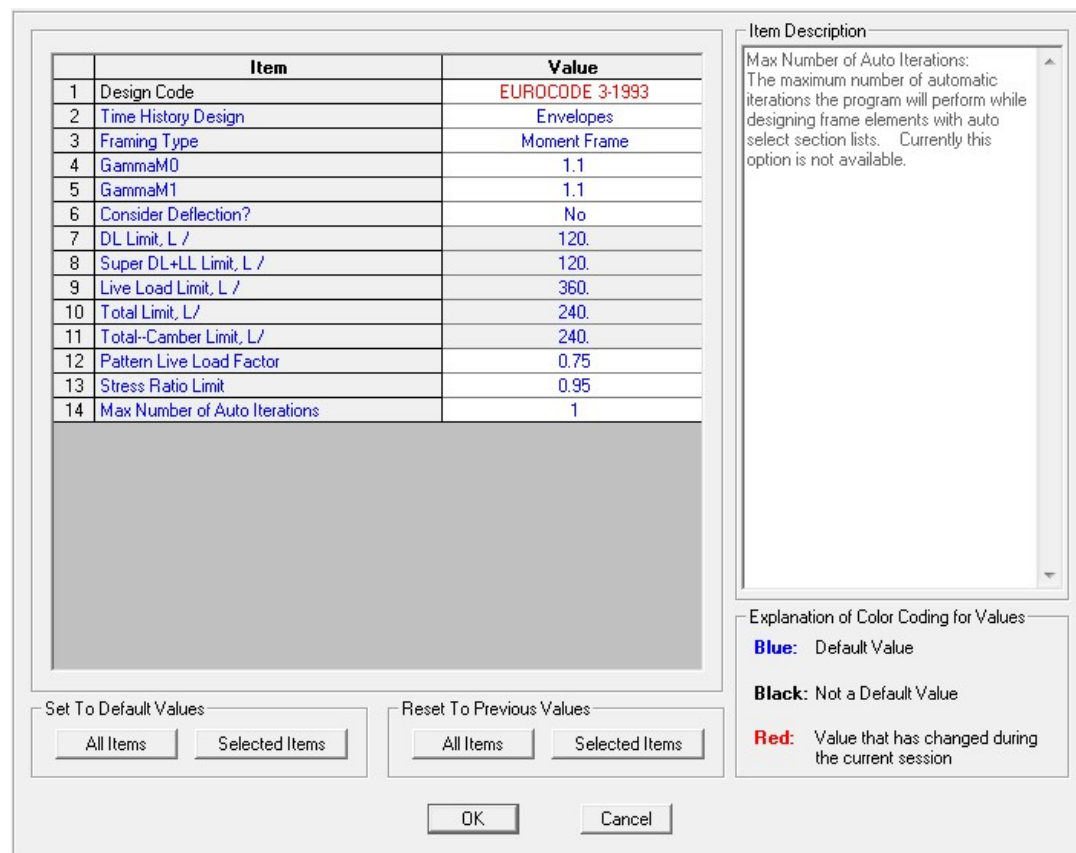 Item Value
1 Design Code EUROCODE 3-1993
2 Time History Design Envelopes
3 Framing Type Moment Frame
4 GammaM0 1.1
5 GammaM1 1.1
6 Consider Deflection? No
7 DL Limit, L / 120.
8 Super DL+LL Limit, L / 120.
9 Live Load Limit, L / 360.
10 Total Limit, L/ 240.
11 Total--Camber Limit, L/ 240.
12 Pattern Live Load Factor 0.75
13 Stress Ratio Limit 0.95
14 Max Number of Auto Iterations 1
Item Description
Max Number of Auto Iterations:
The maximum number of automatic
iterations the program will perform while
designing frame elements with auto
select section lists. Currently this
option is not available.
Explanation of Color Coding for Values
Blue: Default Value
Black: Not a Default Value
Red: Value that has changed during
the current session
Set To Default Values
All Items Selected Items
Reset To Previous Values
All Items Selected Items
OK Cancel